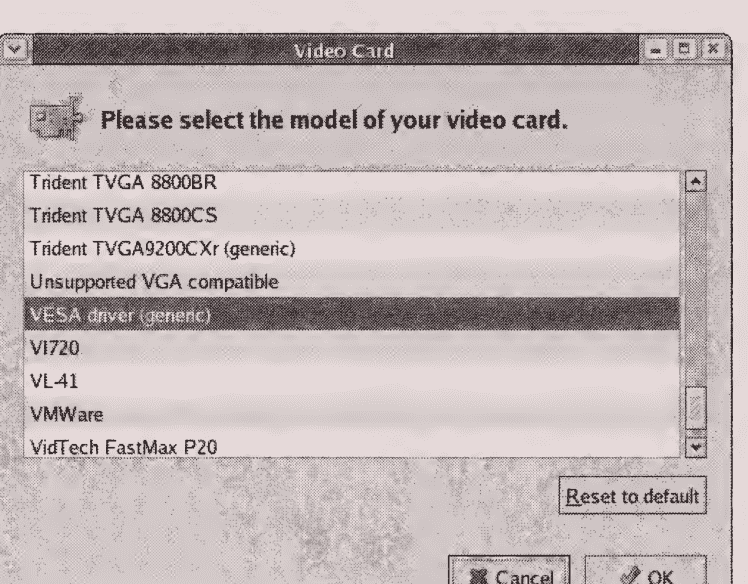 Video Card
Please select the model of your video card.
Trident TVGA 8800BR
Trident TVGA 8800CS
Trident TVGA9200CXr (generic)
Unsupported VGA compatible
VESA driver (generic)
VI720
VL-41
VMWare
VidTech FastMax P20
Reset to default
Cancel
OK